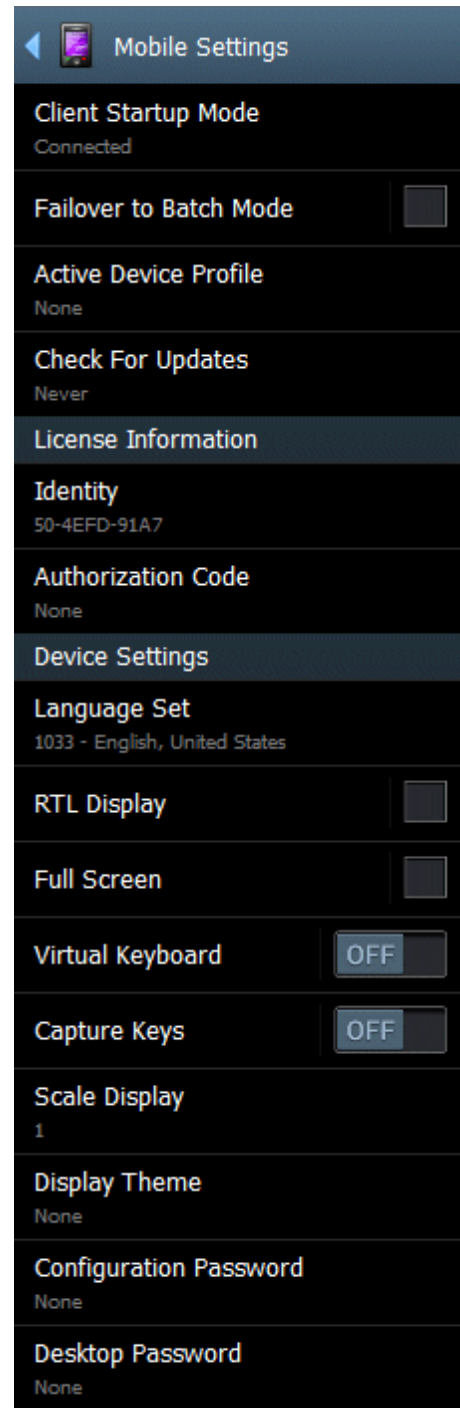 Mobile Settings
Client Startup Mode
Connected
Failover to Batch Mode
Active Device Profile
None
Check For Updates
Never
License Information
Identity
50-4EFD-91A7
Authorization Code
None
Device Settings
Language Set
1033 - English, United States
RTL Display
Full Screen
Virtual Keyboard OFF
Capture Keys OFF
Scale Display
1
Display Theme
None
Configuration Password
None
Desktop Password
None